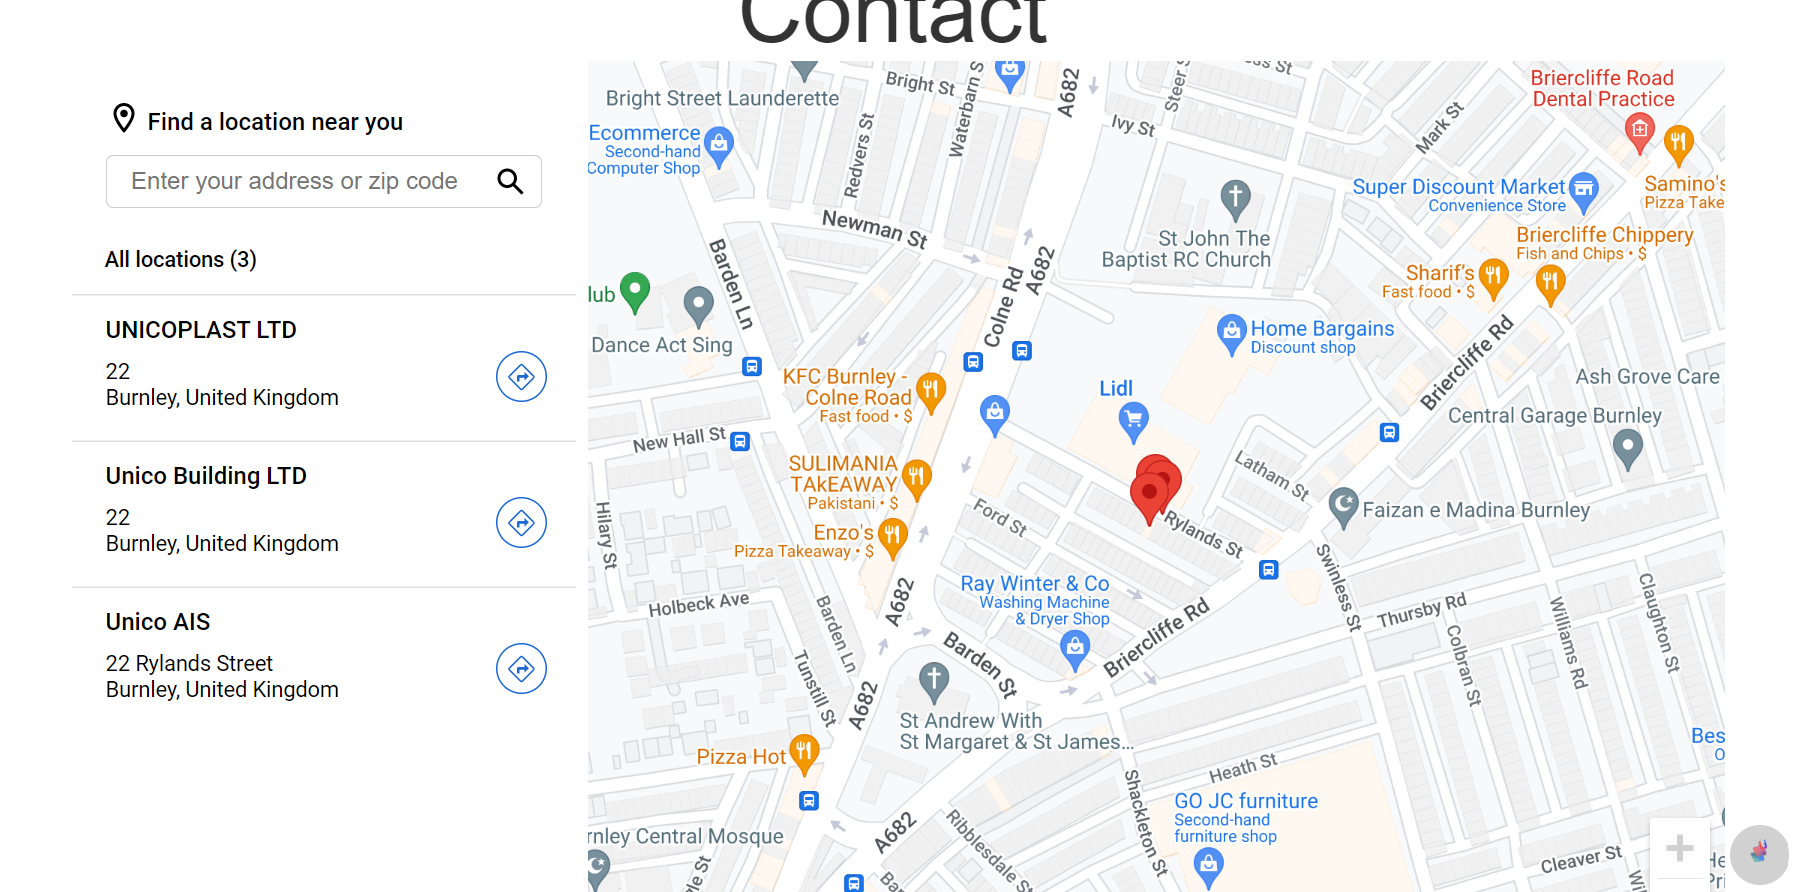 Contact
Find a location near you
Enter your address or zip code
All locations (3)
UNICOPLAST LTD
22
Burnley, United Kingdom
Unico Building LTD
22
Burnley, United Kingdom
Unico AIS
22 Rylands Street
Burnley, United Kingdom
Bright Street Launderette
Ecommerce
Second-hand
Computer Shop
Bright St
Waterbarn S
Redvers St
A682
Steer S
ess St
Ivy St
Mark St
Briercliffe Road
Dental Practice
Super Discount Market
Convenience Store
Samino's
Pizza Take
Newman St
St John The
Baptist RC Church
Briercliffe Chippery
Fish and Chips • $
Sharif's
Fast food • $
Barden Ln
Colne Rd
A682
lub
Dance Act Sing
Home Bargains
Discount shop
Briercliffe Rd
Ash Grove Care
KFC Burnley -
Colne Road
Fast food • $
Lidl
Central Garage Burnley
New Hall St
SULIMANIA
TAkEAWAY
Pakistani • $
Latham St
Faizan e Madina Burnley
Hilary St
Ford St
Rylands St
Enzo's
Pizza Takeaway • $
Ray Winter & Co
Washing Machine
& Dryer Shop
Swinless St
Holbeck Ave
A682
Barden Ln
Barden St
Briercliffe Rd
Thursby Rd
Colbran St
Williams Rd
Claughton St
Tunstill St
A682
St Andrew With
St Margaret & St James...
Pizza Hot
Bes
O
Heath St
Shackleton St
GO JC furniture
Second-hand
furniture shop
rnley Central Mosque
A682
Ribblesdale St
Cleaver St
le St
Bu
Wi
He
Pri